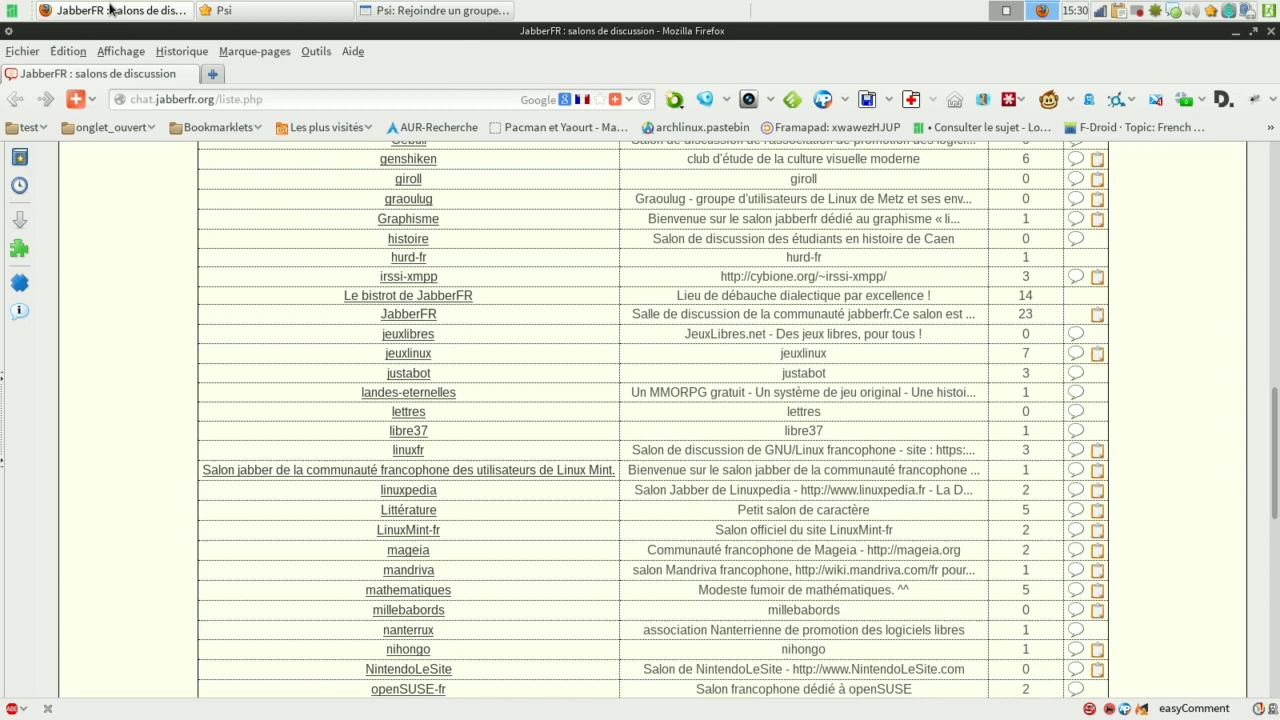 JabberFR : salons de dis... Psi Psi: Rejoindre un groupe... 15:30
JabberFR : salons de discussion - Mozilla Firefox
Fichier Édition Affichage Historique Marque-pages Outils Aide
JabberFR : salons de discussion
chat.jabberfr.org/liste.php Google
test onglet_ouvert Bookmarklets Les plus visités AUR-Recherche Pacman et Yaourt - Ma... archlinux.pastebin Framapad: xwawezHJUP • Consulter le sujet - Lo... F-Droid · Topic: French ... »
genshiken club d'étude de la culture visuelle moderne 6
giroll giroll 0
graoulug Graoulug - groupe d'utilisateurs de Linux de Metz et ses env... 0
Graphisme Bienvenue sur le salon jabberfr dédié au graphisme « li... 1
histoire Salon de discussion des étudiants en histoire de Caen 0
hurd-fr hurd-fr 1
irssi-xmpp http://cybione.org/~irssi-xmpp/ 3
Le bistrot de JabberFR Lieu de débauche dialectique par excellence ! 14
JabberFR Salle de discussion de la communauté jabberfr.Ce salon est ... 23
jeuxlibres JeuxLibres.net - Des jeux libres, pour tous ! 0
jeuxlinux jeuxlinux 7
justabot justabot 3
landes-eternelles Un MMORPG gratuit - Un système de jeu original - Une histoi... 1
lettres lettres 0
libre37 libre37 1
linuxfr Salon de discussion de GNU/Linux francophone - site : https:... 3
Salon jabber de la communauté francophone des utilisateurs de Linux Mint. Bienvenue sur le salon jabber de la communauté francophone ... 1
linuxpedia Salon Jabber de Linuxpedia - http://www.linuxpedia.fr - La D... 2
Littérature Petit salon de caractère 5
LinuxMint-fr Salon officiel du site LinuxMint-fr 2
mageia Communauté francophone de Mageia - http://mageia.org 2
mandriva salon Mandriva francophone, http://wiki.mandriva.com/fr pour... 1
mathematiques Modeste fumoir de mathématiques. ^^ 5
millebabords millebabords 0
nanterrux association Nanterrienne de promotion des logiciels libres 1
nihongo nihongo 1
NintendoLeSite Salon de NintendoLeSite - http://www.NintendoLeSite.com 0
openSUSE-fr Salon francophone dédié à openSUSE 2
ABP easyComment